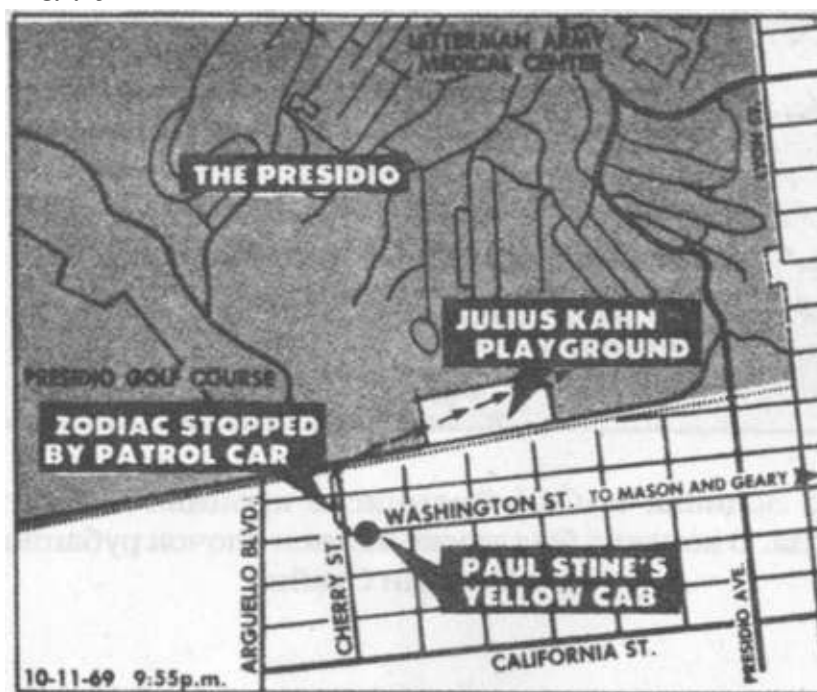 LETTERMAN ARMY
MEDICAL CENTER
LYON ST.
THE PRESIDIO
JULIUS KAHN
PLAYGROUND
PRESIDIO GOLF COURSE
ZODIAC STOPPED
BY PATROL CAR
WASHINGTON ST. TO MASON AND GEARY
ARGUELLO BLVD.
CHERRY ST.
PAUL STINE'S
YELLOW CAB
PRESIDIO AVE.
CALIFORNIA ST.
10-11-69 9:55p.m.